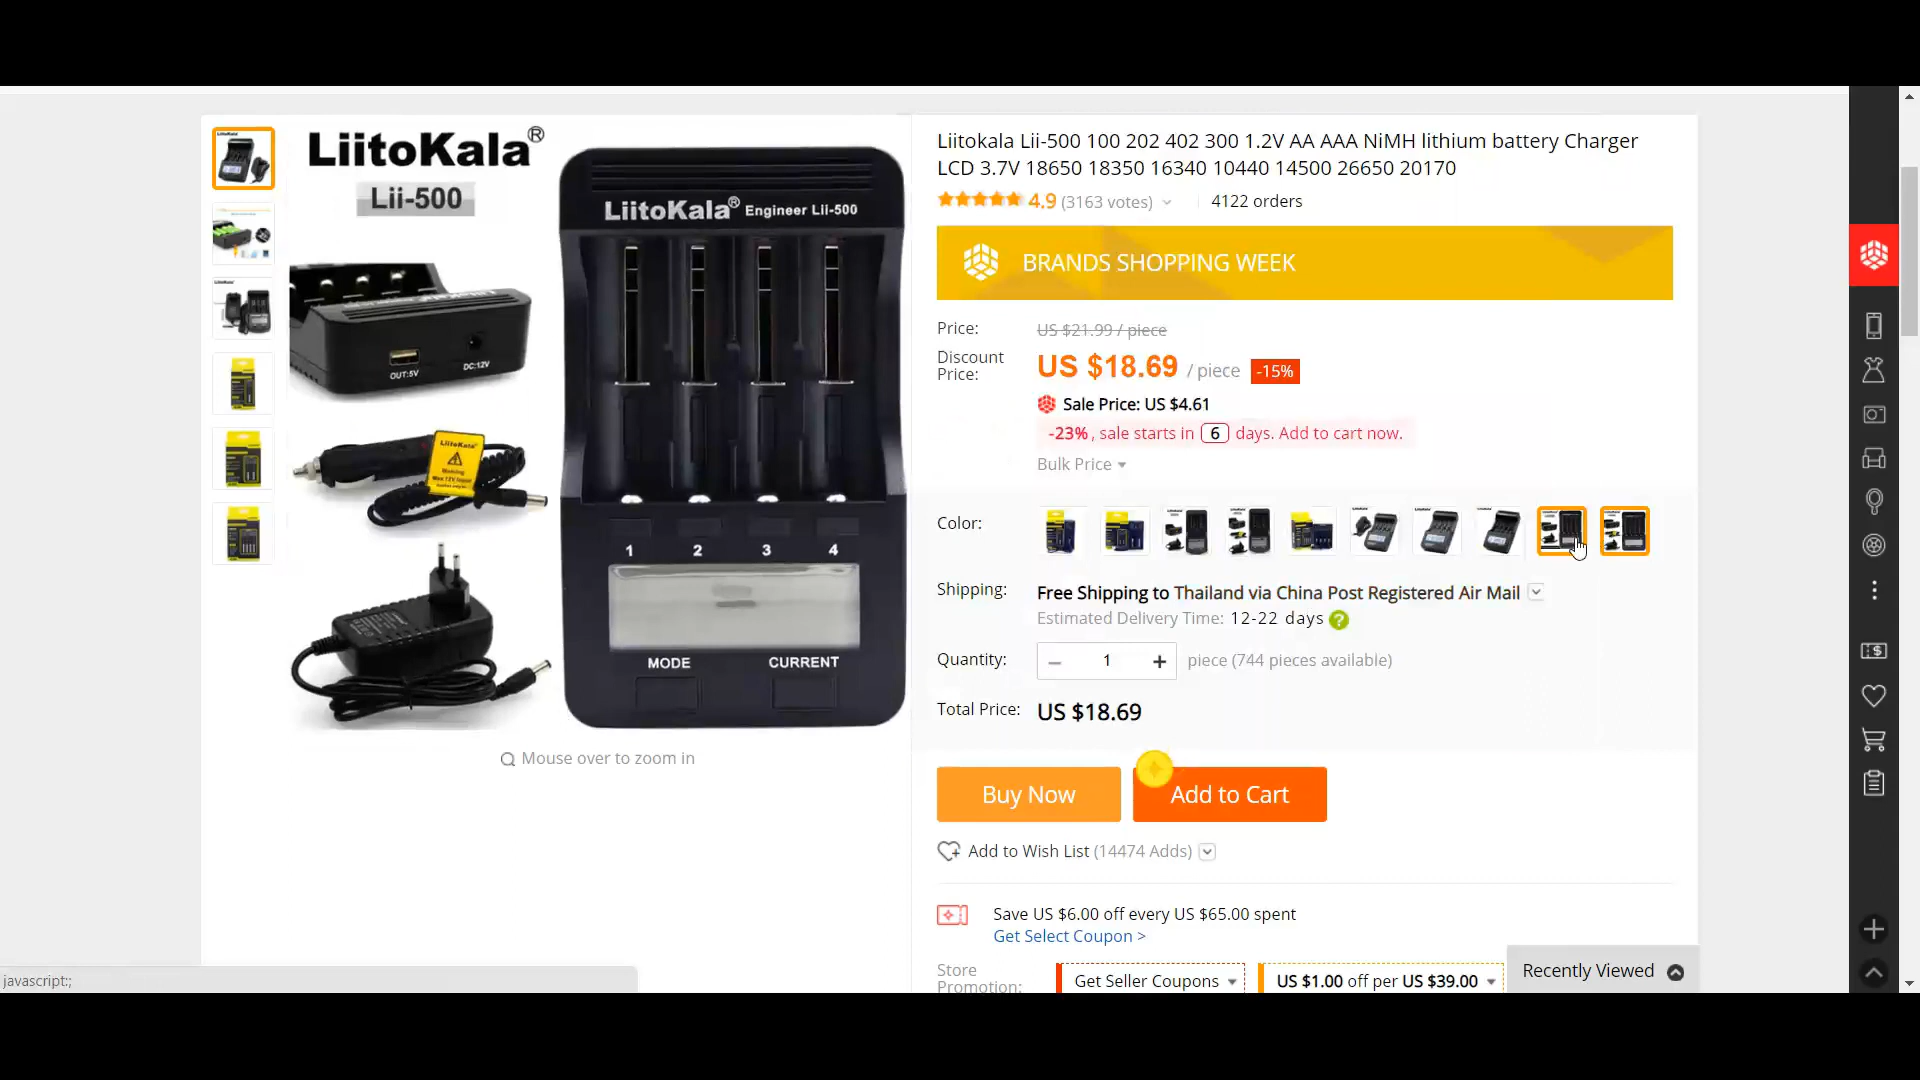 LiitoKala®
Lii-500
LiitoKala® Engineer Lii-500
OUT:5V
DC:12V
LiitoKala
1 2 3 4
MODE CURRENT
Mouse over to zoom in
Liitokala Lii-500 100 202 402 300 1.2V AA AAA NiMH lithium battery Charger
LCD 3.7V 18650 18350 16340 10440 14500 26650 20170
4.9 (3163 votes) 4122 orders
BRANDS SHOPPING WEEK
Price: US $21.99 / piece
Discount
Price: US $18.69 / piece -15%
Sale Price: US $4.61
-23% , sale starts in 6 days. Add to cart now.
Bulk Price
Color:
Shipping: Free Shipping to Thailand via China Post Registered Air Mail
Estimated Delivery Time: 12-22 days ?
Quantity: – 1 + piece (744 pieces available)
Total Price: US $18.69
Buy Now Add to Cart
Add to Wish List (14474 Adds)
Save US $6.00 off every US $65.00 spent
Get Select Coupon >
Store
Promotion: Get Seller Coupons US $1.00 off per US $39.00
Recently Viewed
javascript:;